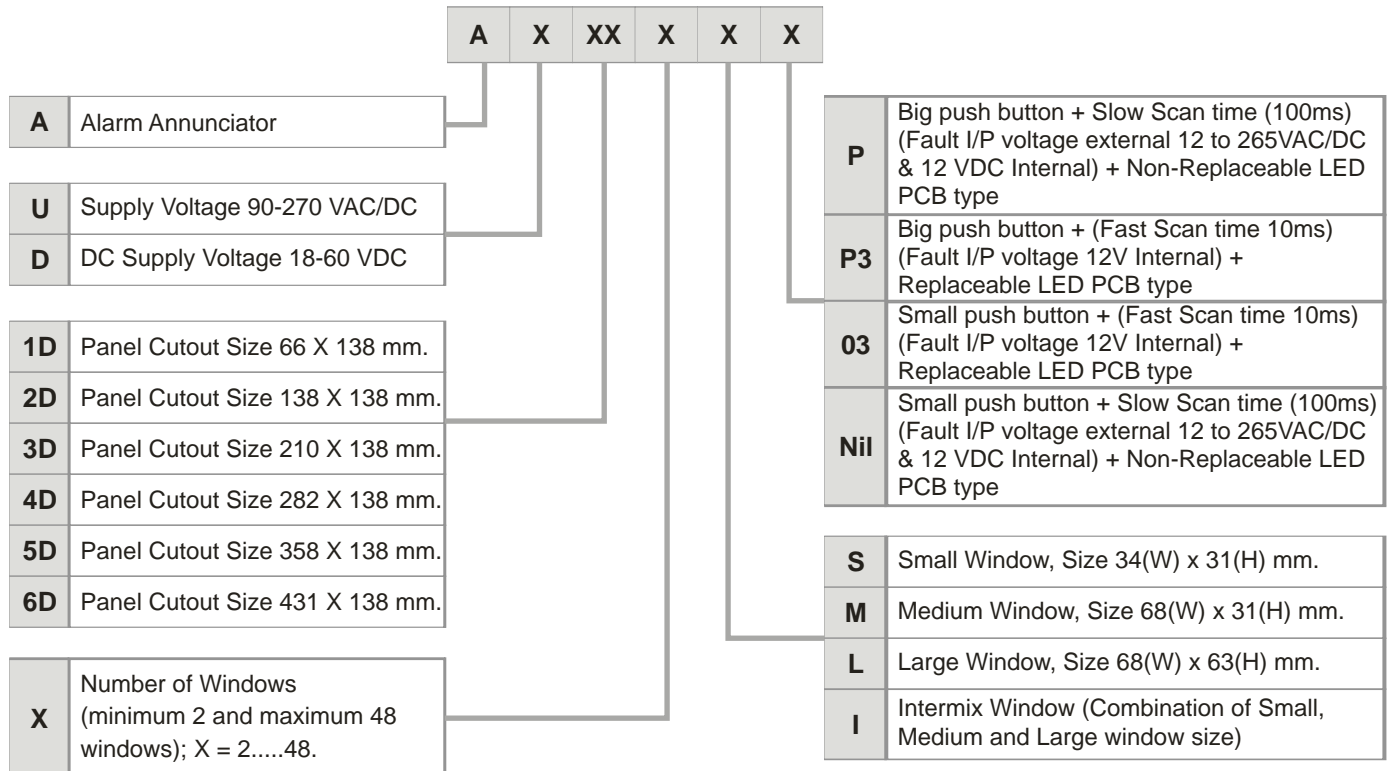 A X XX X X X
A Alarm Annunciator
U Supply Voltage 90-270 VAC/DC
D DC Supply Voltage 18-60 VDC
1D Panel Cutout Size 66 X 138 mm.
2D Panel Cutout Size 138 X 138 mm.
3D Panel Cutout Size 210 X 138 mm.
4D Panel Cutout Size 282 X 138 mm.
5D Panel Cutout Size 358 X 138 mm.
6D Panel Cutout Size 431 X 138 mm.
X
Number of Windows
(minimum 2 and maximum 48
windows); X = 2.....48.
P
Big push button + Slow Scan time (100ms)
(Fault I/P voltage external 12 to 265VAC/DC
& 12 VDC Internal) + Non-Replaceable LED
PCB type
P3
Big push button + (Fast Scan time 10ms)
(Fault I/P voltage 12V Internal) +
Replaceable LED PCB type
03
Small push button + (Fast Scan time 10ms)
(Fault I/P voltage 12V Internal) +
Replaceable LED PCB type
Nil
Small push button + Slow Scan time (100ms)
(Fault I/P voltage external 12 to 265VAC/DC
& 12 VDC Internal) + Non-Replaceable LED
PCB type
S Small Window, Size 34(W) x 31(H) mm.
M Medium Window, Size 68(W) x 31(H) mm.
L Large Window, Size 68(W) x 63(H) mm.
I
Intermix Window (Combination of Small,
Medium and Large window size)